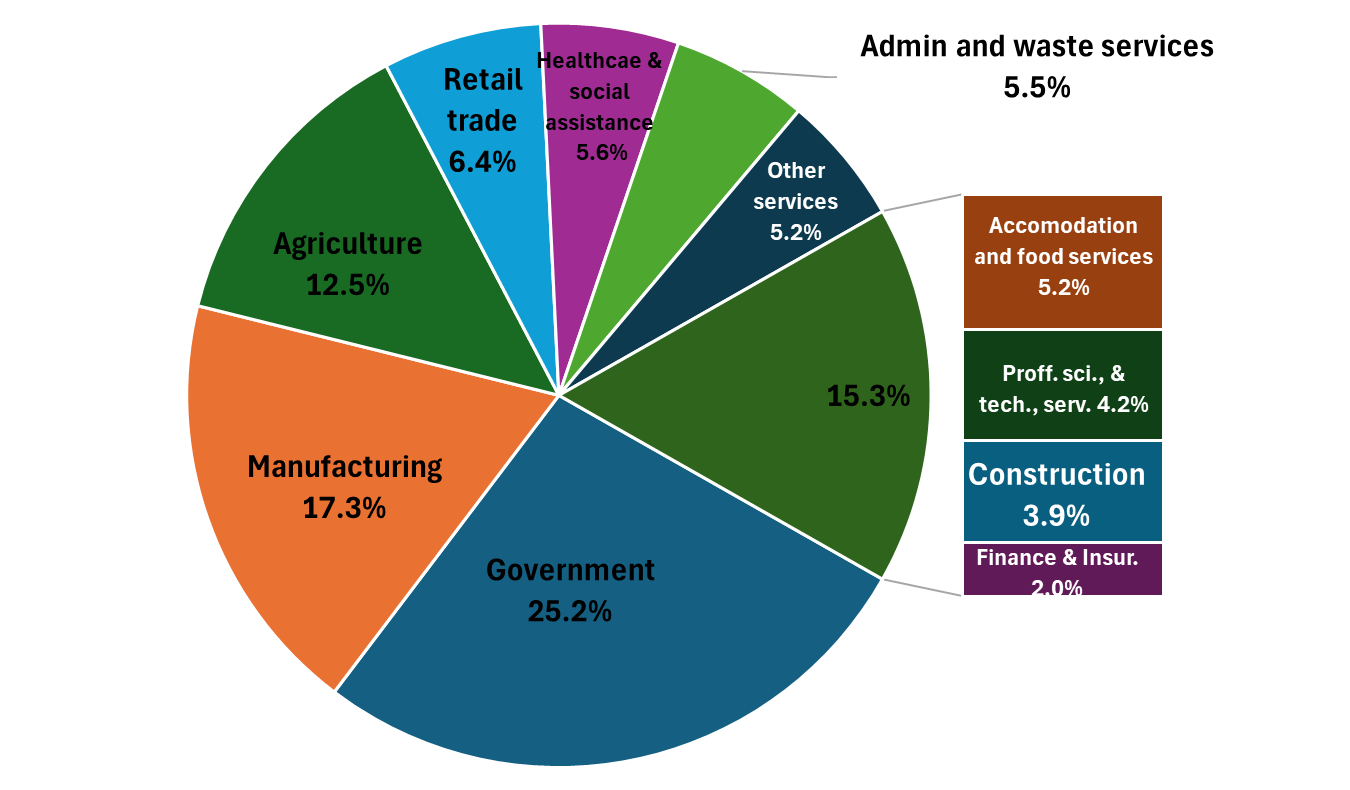 Admin and waste services
5.5%
Healthcae &
social
assistance
5.6%
Retail
trade
6.4%
Other
services
5.2%
Agriculture
12.5%
Accomodation
and food services
5.2%
15.3%
Proff. sci., &
tech., serv. 4.2%
Manufacturing
17.3%
Construction
3.9%
Government
25.2%
Finance & Insur.
2.0%